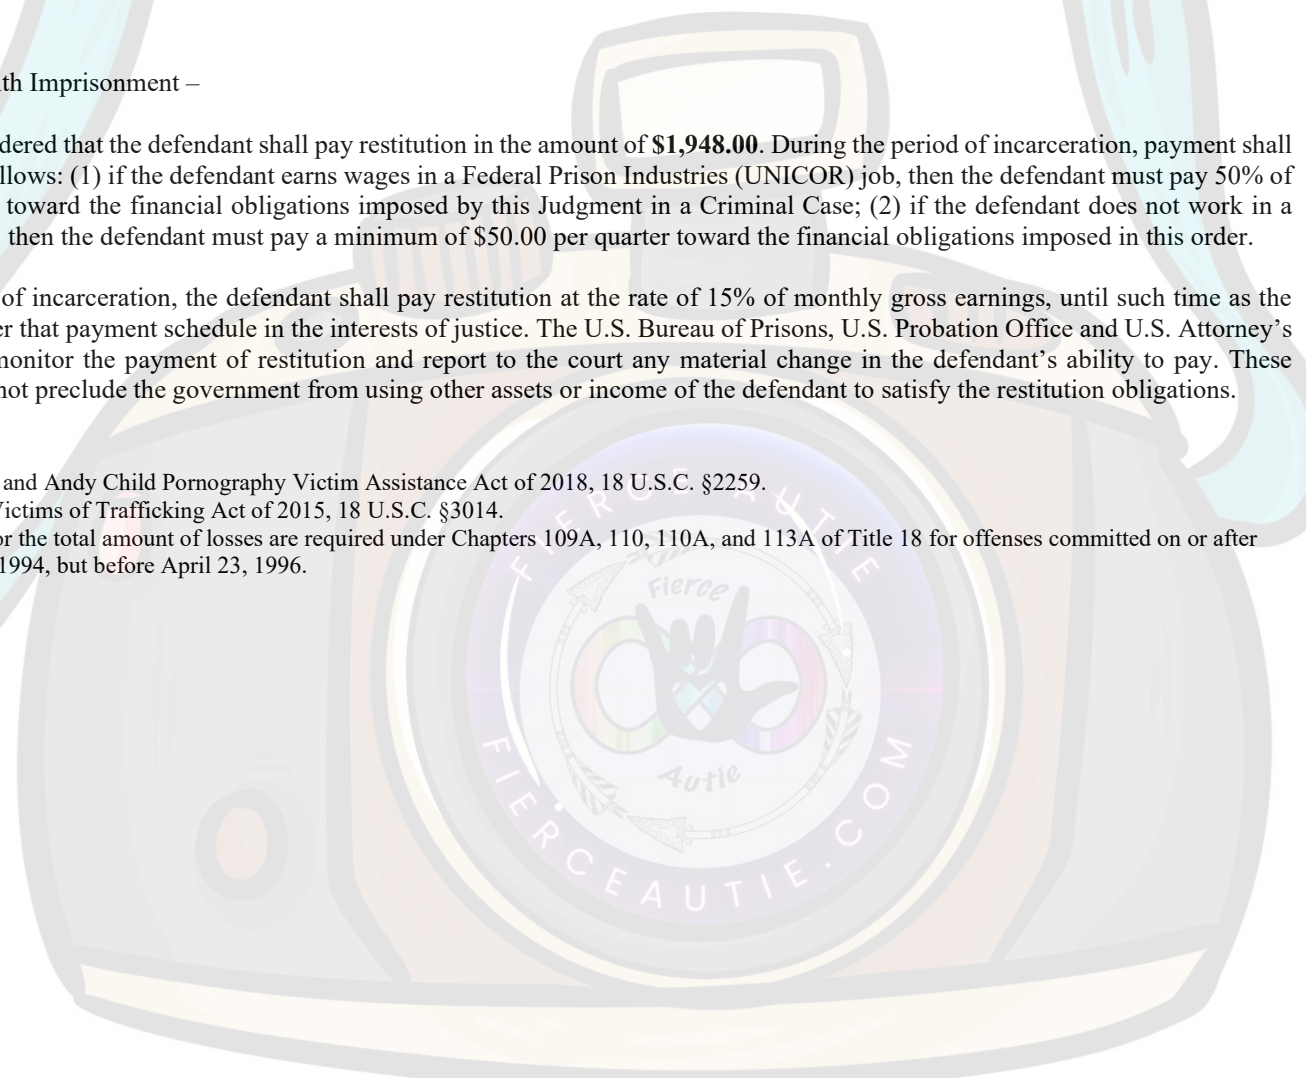 th Imprisonment –
dered that the defendant shall pay restitution in the amount of $1,948.00. During the period of incarceration, payment shall
llows: (1) if the defendant earns wages in a Federal Prison Industries (UNICOR) job, then the defendant must pay 50% of
toward the financial obligations imposed by this Judgment in a Criminal Case; (2) if the defendant does not work in a
then the defendant must pay a minimum of $50.00 per quarter toward the financial obligations imposed in this order.
of incarceration, the defendant shall pay restitution at the rate of 15% of monthly gross earnings, until such time as the
er that payment schedule in the interests of justice. The U.S. Bureau of Prisons, U.S. Probation Office and U.S. Attorney's
monitor the payment of restitution and report to the court any material change in the defendant's ability to pay. These
not preclude the government from using other assets or income of the defendant to satisfy the restitution obligations.
and Andy Child Pornography Victim Assistance Act of 2018, 18 U.S.C. §2259.
Victims of Trafficking Act of 2015, 18 U.S.C. §3014.
or the total amount of losses are required under Chapters 109A, 110, 110A, and 113A of Title 18 for offenses committed on or after
1994, but before April 23, 1996.
FIERCE AUTIE
Fierce
Autie
FIERCEAUTIE.COM